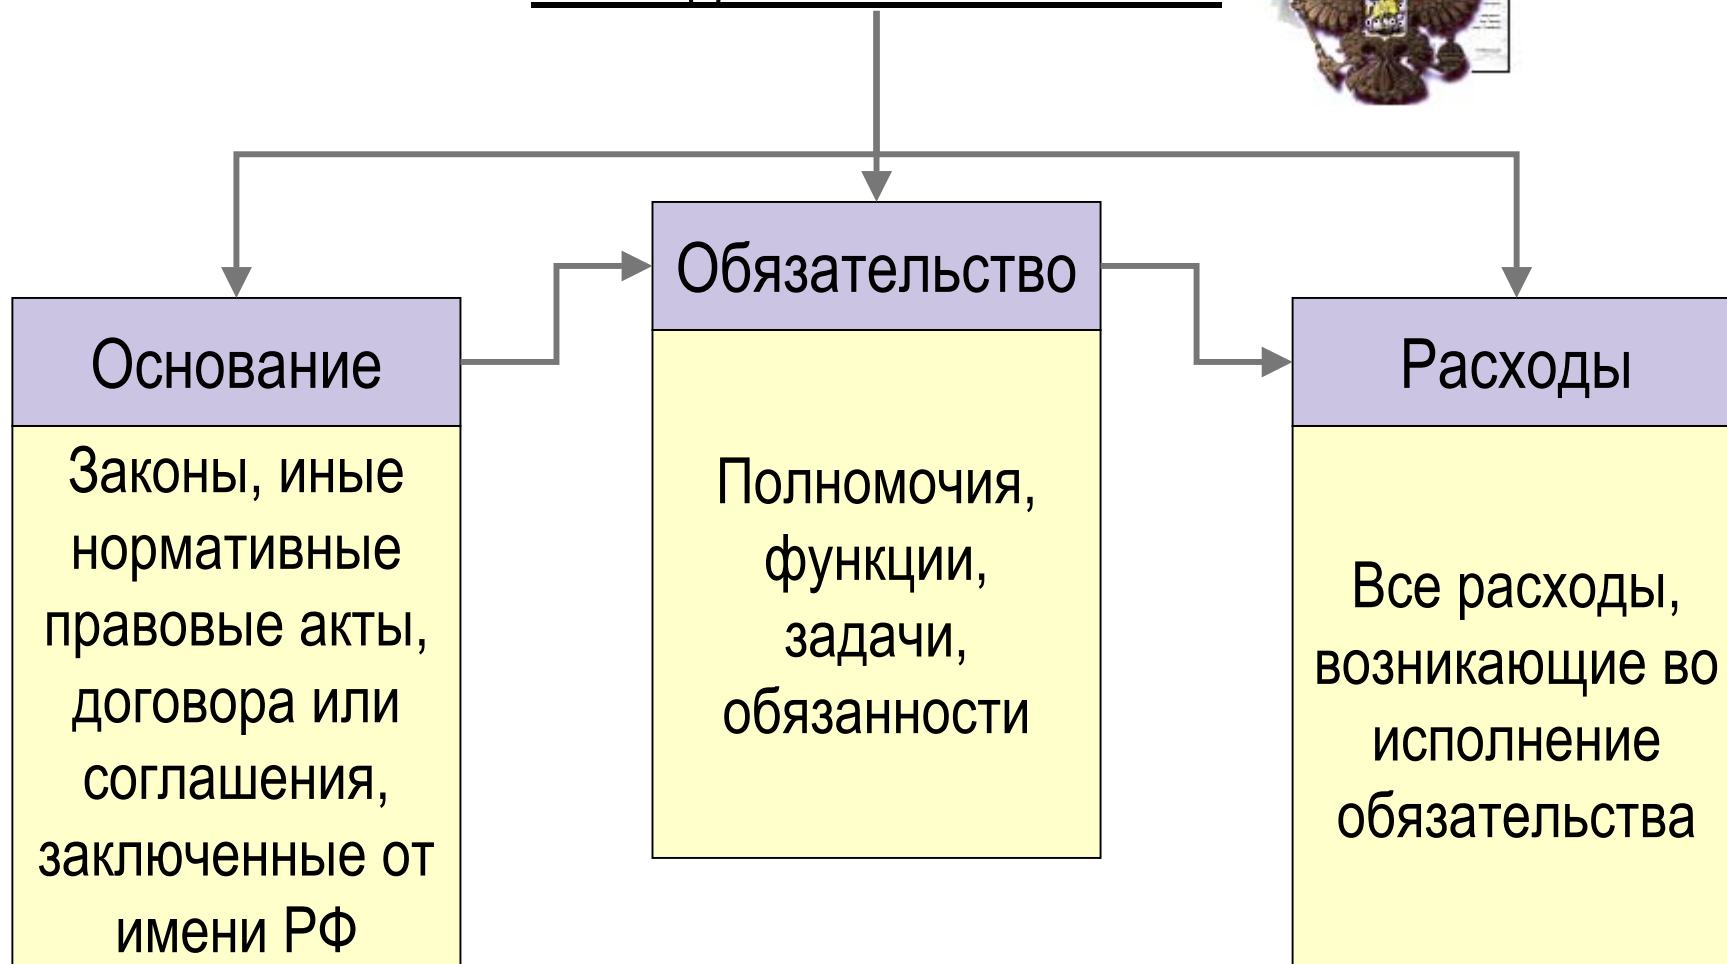 Обязательство
Основание
Расходы
Законы, иные
нормативные
правовые акты,
договора или
соглашения,
заключенные от
имени РФ
Полномочия,
функции,
задачи,
обязанности
Все расходы,
возникающие во
исполнение
обязательства